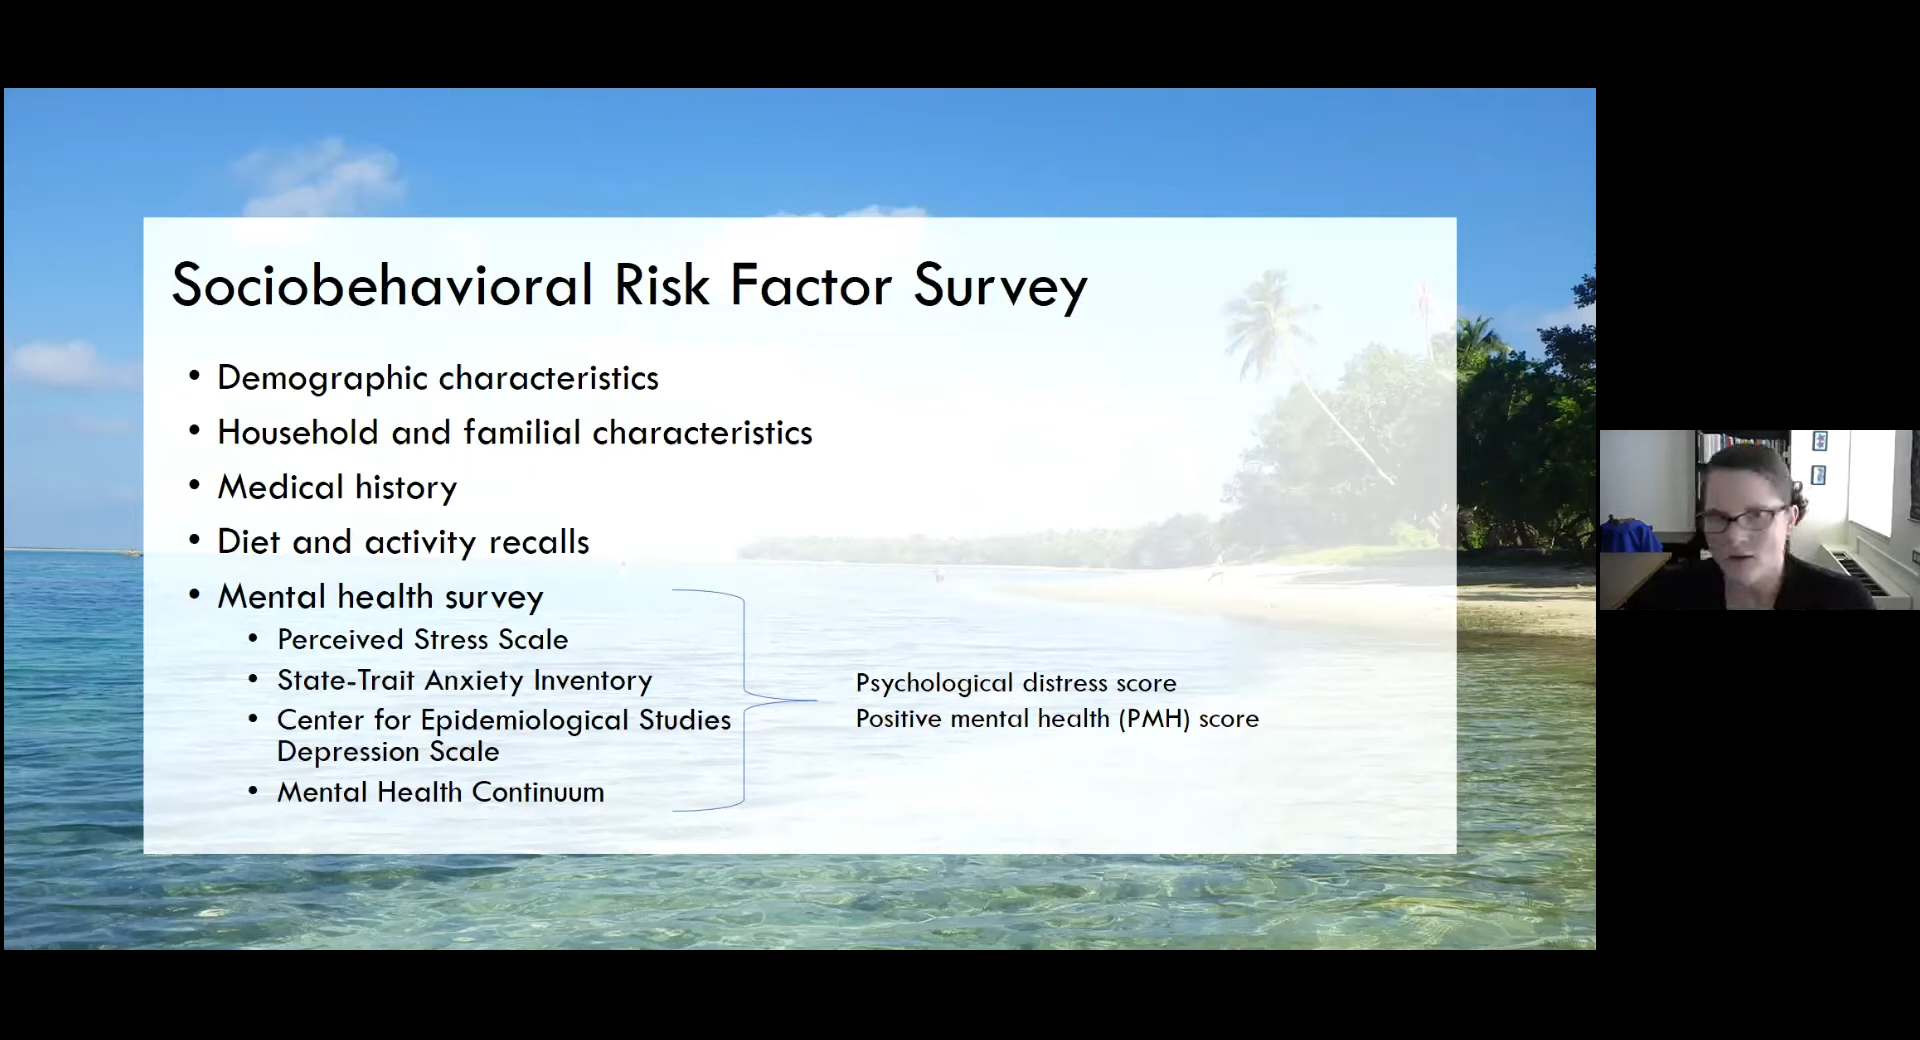 Sociobehavioral Risk Factor Survey
• Demographic characteristics
• Household and familial characteristics
• Medical history
• Diet and activity recalls
• Mental health survey
• Perceived Stress Scale
• State-Trait Anxiety Inventory
• Center for Epidemiological Studies
Depression Scale
• Mental Health Continuum
Psychological distress score
Positive mental health (PMH) score